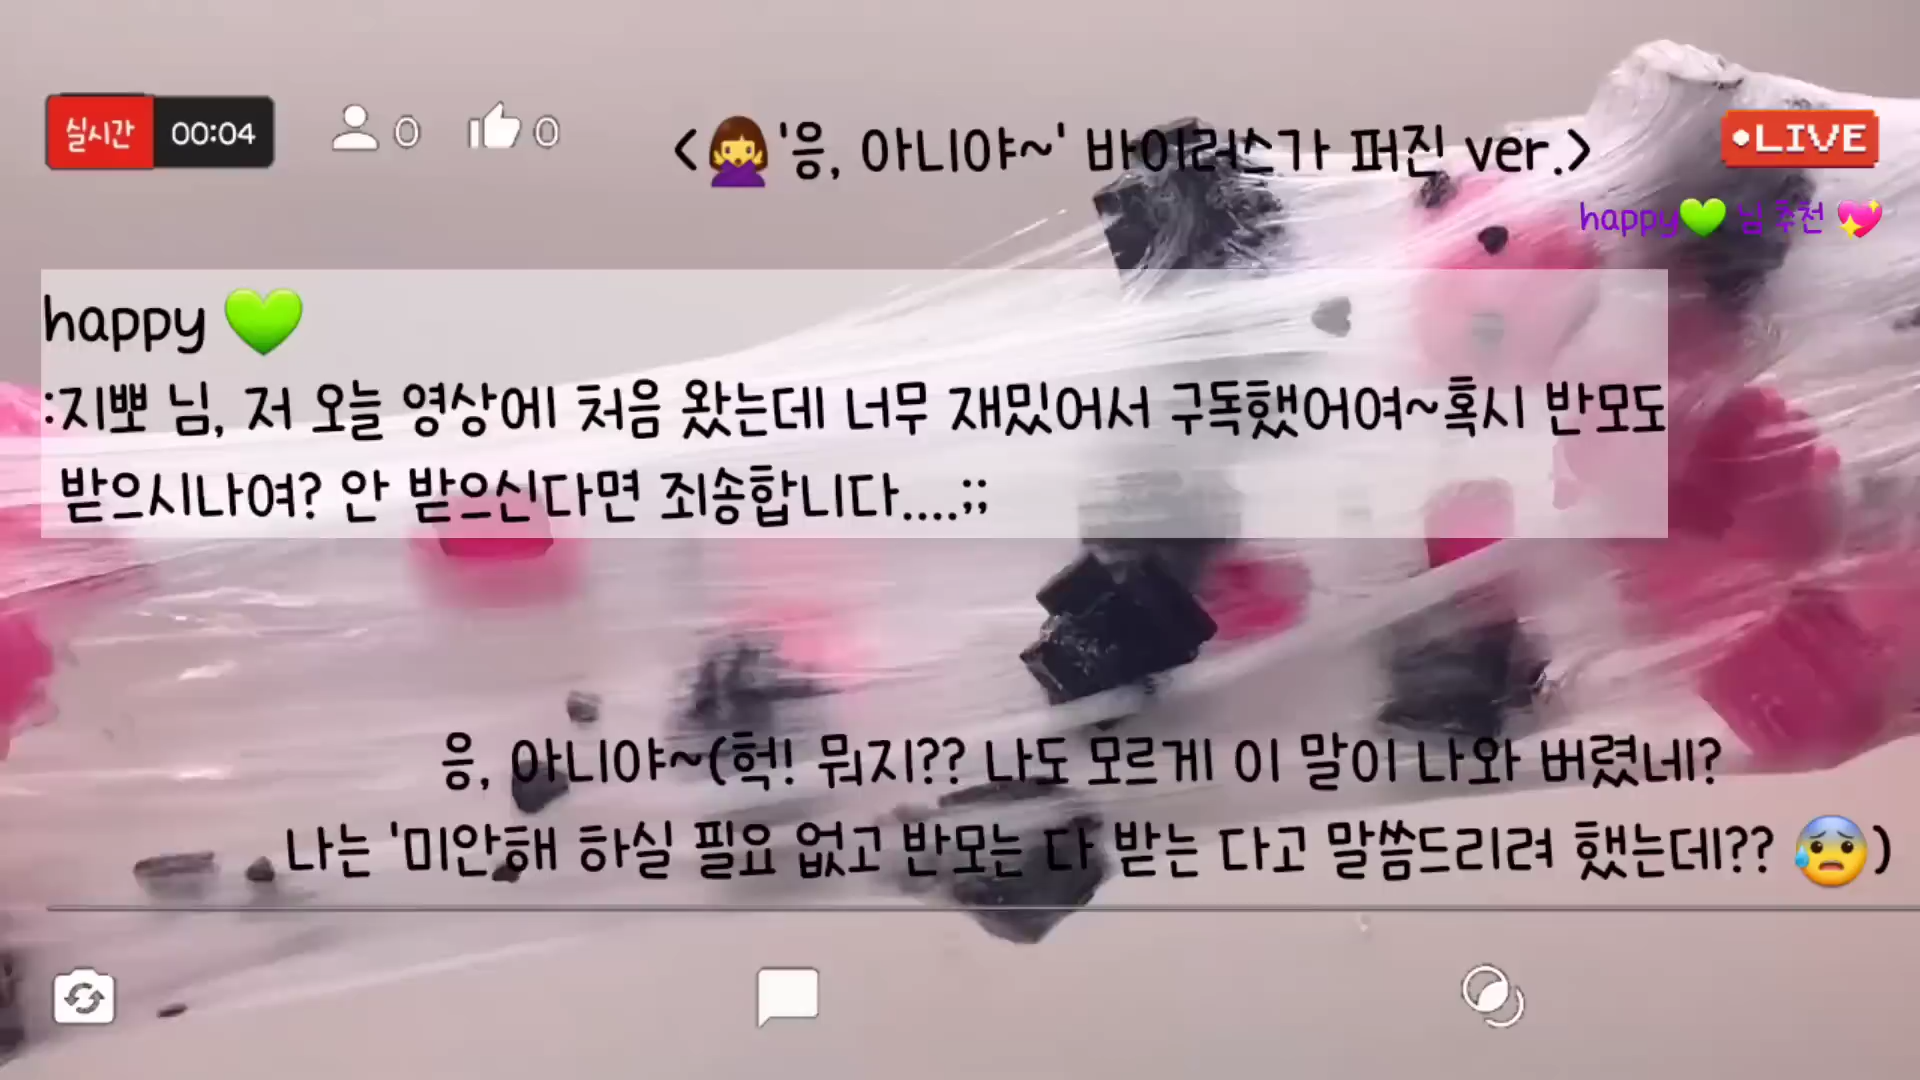 실시간 00:04 0 0
<🙅‍♀️'응, 아니야~' 바이러스가 퍼진 ver.>
•LIVE
happy💚 님 추천 💖
happy 💚
:지뽀 님, 저 오늘 영상에 처음 왔는데 너무 재밌어서 구독했어여~혹시 반모도
받으시나여? 안 받으신다면 죄송합니다....;;
응, 아니야~(헉! 뭐지?? 나도 모르게 이 말이 나와 버렸네?
나는 '미안해 하실 필요 없고 반모는 다 받는 다고 말씀드리려 했는데?? 😰)